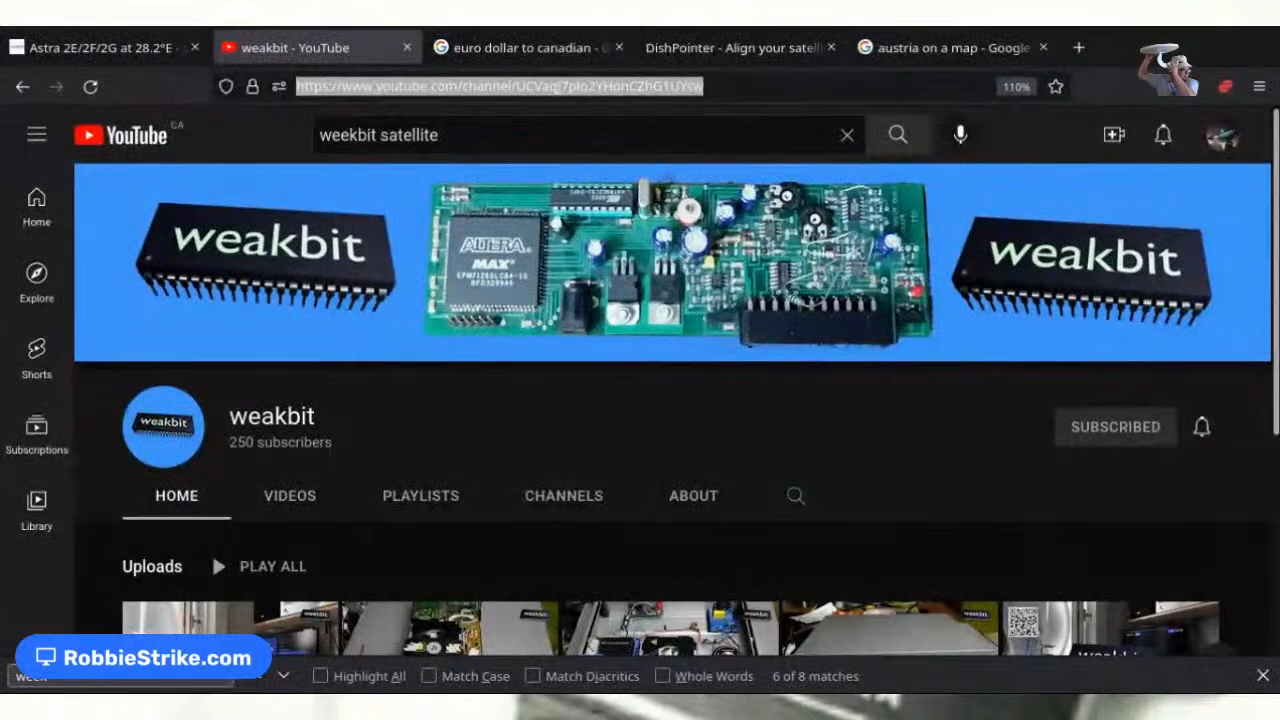 Astra 2E/2F/2G at 28.2°E -
weakbit - YouTube
euro dollar to canadian -
DishPointer - Align your satell
austria on a map - Google
110%
YouTube
CA
weekbit satellite
Home
Explore
Shorts
Subscriptions
Library
weakbit
ALTERA
MAX
weakbit
weakbit
weakbit
250 subscribers
SUBSCRIBED
HOME
VIDEOS
PLAYLISTS
CHANNELS
ABOUT
Uploads
PLAY ALL
RobbieStrike.com
Highlight All
Match Case
Match Diacritics
Whole Words
6 of 8 matches